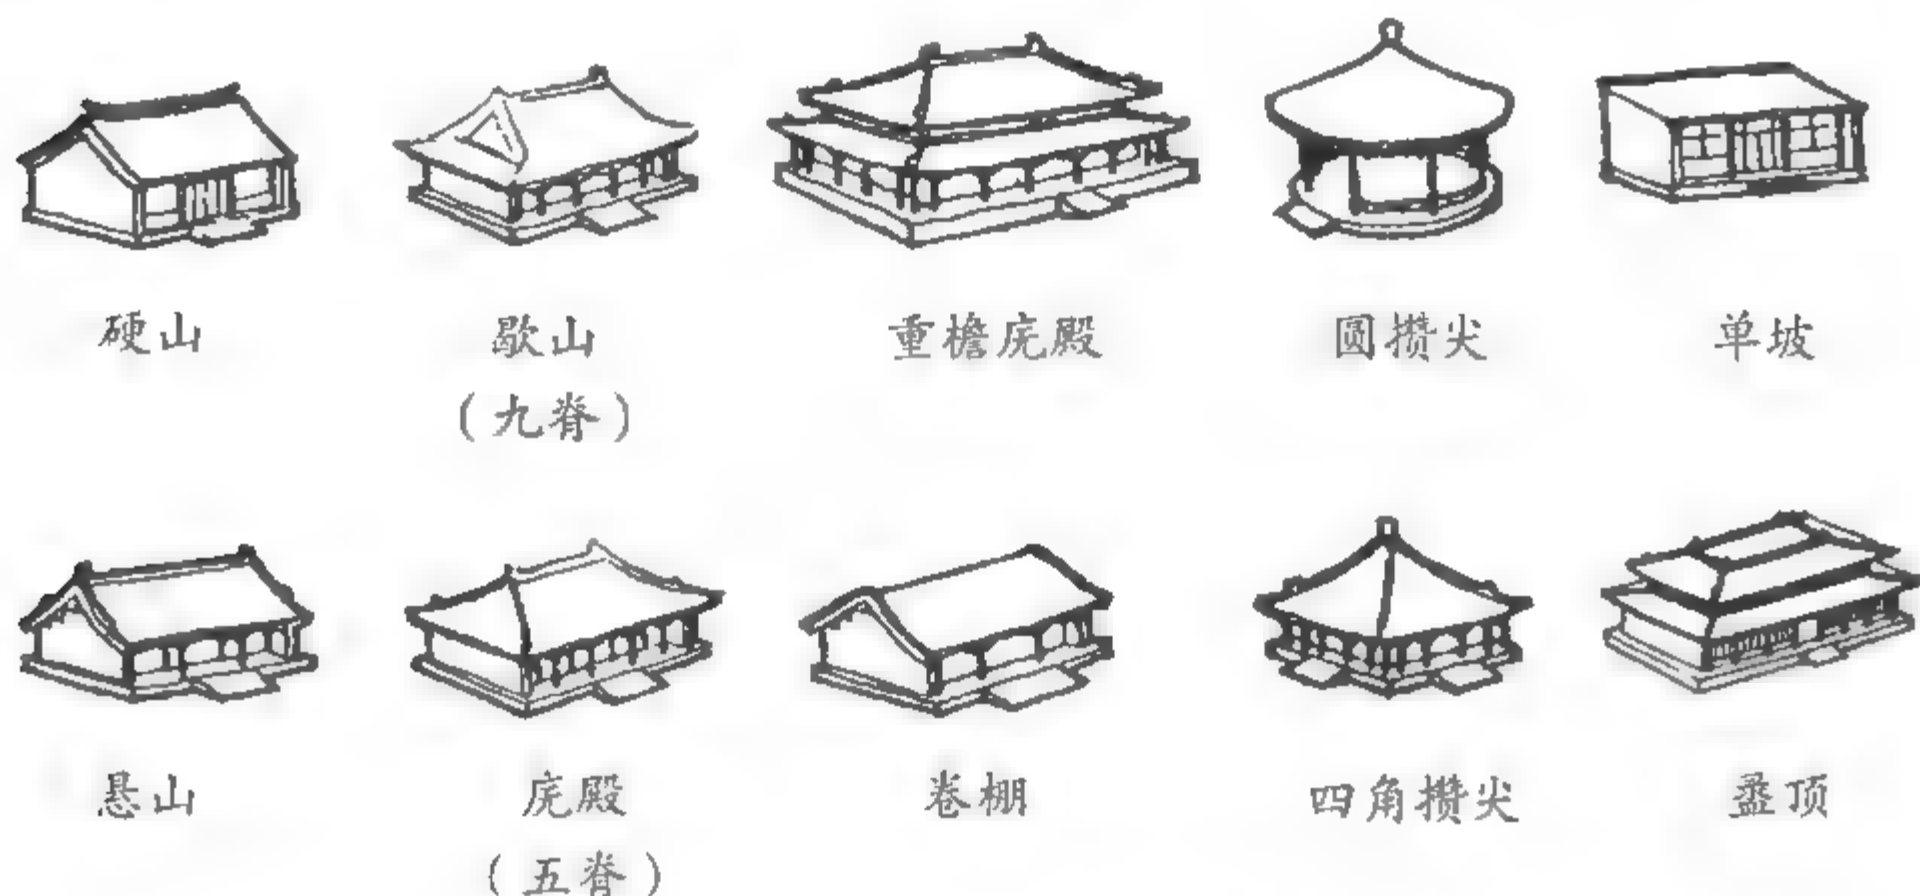 硬山 歇山 重檐庑殿 圆攒尖 单坡
（九脊）
悬山 庑殿 卷棚 四角攒尖 盝顶
（五脊）